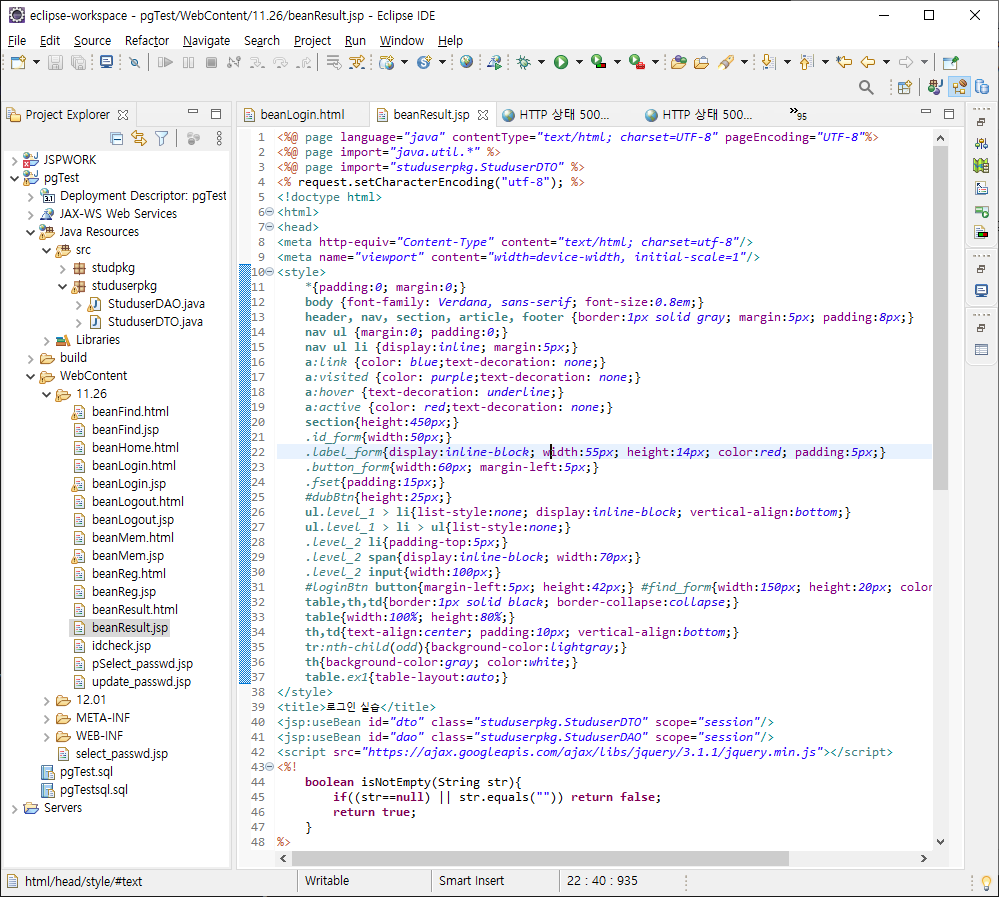 eclipse-workspace - pgTest/WebContent/11.26/beanResult.jsp - Eclipse IDE
File Edit Source Refactor Navigate Search Project Run Window Help
Project Explorer
JSPWORK
pgTest
Deployment Descriptor: pgTest
JAX-WS Web Services
Java Resources
src
studpkg
studuserpkg
StuduserDAO.java
StuduserDTO.java
Libraries
build
WebContent
11.26
beanFind.html
beanFind.jsp
beanHome.html
beanLogin.html
beanLogin.jsp
beanLogout.html
beanLogout.jsp
beanMem.html
beanMem.jsp
beanReg.html
beanReg.jsp
beanResult.html
beanResult.jsp
idcheck.jsp
pSelect_passwd.jsp
update_passwd.jsp
12.01
META-INF
WEB-INF
select_passwd.jsp
pgTest.sql
pgTestsql.sql
Servers
beanLogin.html beanResult.jsp HTTP 상태 500... HTTP 상태 500... »95
1 <%@ page language="java" contentType="text/html; charset=UTF-8" pageEncoding="UTF-8"%>
2 <%@ page import="java.util.*" %>
3 <%@ page import="studuserpkg.StuduserDTO" %>
4 <% request.setCharacterEncoding("utf-8"); %>
5 <!doctype html>
6 <html>
7 <head>
8 <meta http-equiv="Content-Type" content="text/html; charset=utf-8"/>
9 <meta name="viewport" content="width=device-width, initial-scale=1"/>
10 <style>
11 *{padding:0; margin:0;}
12 body {font-family: Verdana, sans-serif; font-size:0.8em;}
13 header, nav, section, article, footer {border:1px solid gray; margin:5px; padding:8px;}
14 nav ul {margin:0; padding:0;}
15 nav ul li {display:inline; margin:5px;}
16 a:link {color: blue;text-decoration: none;}
17 a:visited {color: purple;text-decoration: none;}
18 a:hover {text-decoration: underline;}
19 a:active {color: red;text-decoration: none;}
20 section{height:450px;}
21 .id_form{width:50px;}
22 .label_form{display:inline-block; width:55px; height:14px; color:red; padding:5px;}
23 .button_form{width:60px; margin-left:5px;}
24 .fset{padding:15px;}
25 #dubBtn{height:25px;}
26 ul.level_1 > li{list-style:none; display:inline-block; vertical-align:bottom;}
27 ul.level_1 > li > ul{list-style:none;}
28 .level_2 li{padding-top:5px;}
29 .level_2 span{display:inline-block; width:70px;}
30 .level_2 input{width:100px;}
31 #loginBtn button{margin-left:5px; height:42px;} #find_form{width:150px; height:20px; colo
32 table,th,td{border:1px solid black; border-collapse:collapse;}
33 table{width:100%; height:80%;}
34 th,td{text-align:center; padding:10px; vertical-align:bottom;}
35 tr:nth-child(odd){background-color:lightgray;}
36 th{background-color:gray; color:white;}
37 table.ex1{table-layout:auto;}
38 </style>
39 <title>로그인 실습</title>
40 <jsp:useBean id="dto" class="studuserpkg.StuduserDTO" scope="session"/>
41 <jsp:useBean id="dao" class="studuserpkg.StuduserDAO" scope="session"/>
42 <script src="https://ajax.googleapis.com/ajax/libs/jquery/3.1.1/jquery.min.js"></script>
43 <%!
44 boolean isNotEmpty(String str){
45 if((str==null) || str.equals("")) return false;
46 return true;
47 }
48 %>
html/head/style/#text Writable Smart Insert 22 : 40 : 935